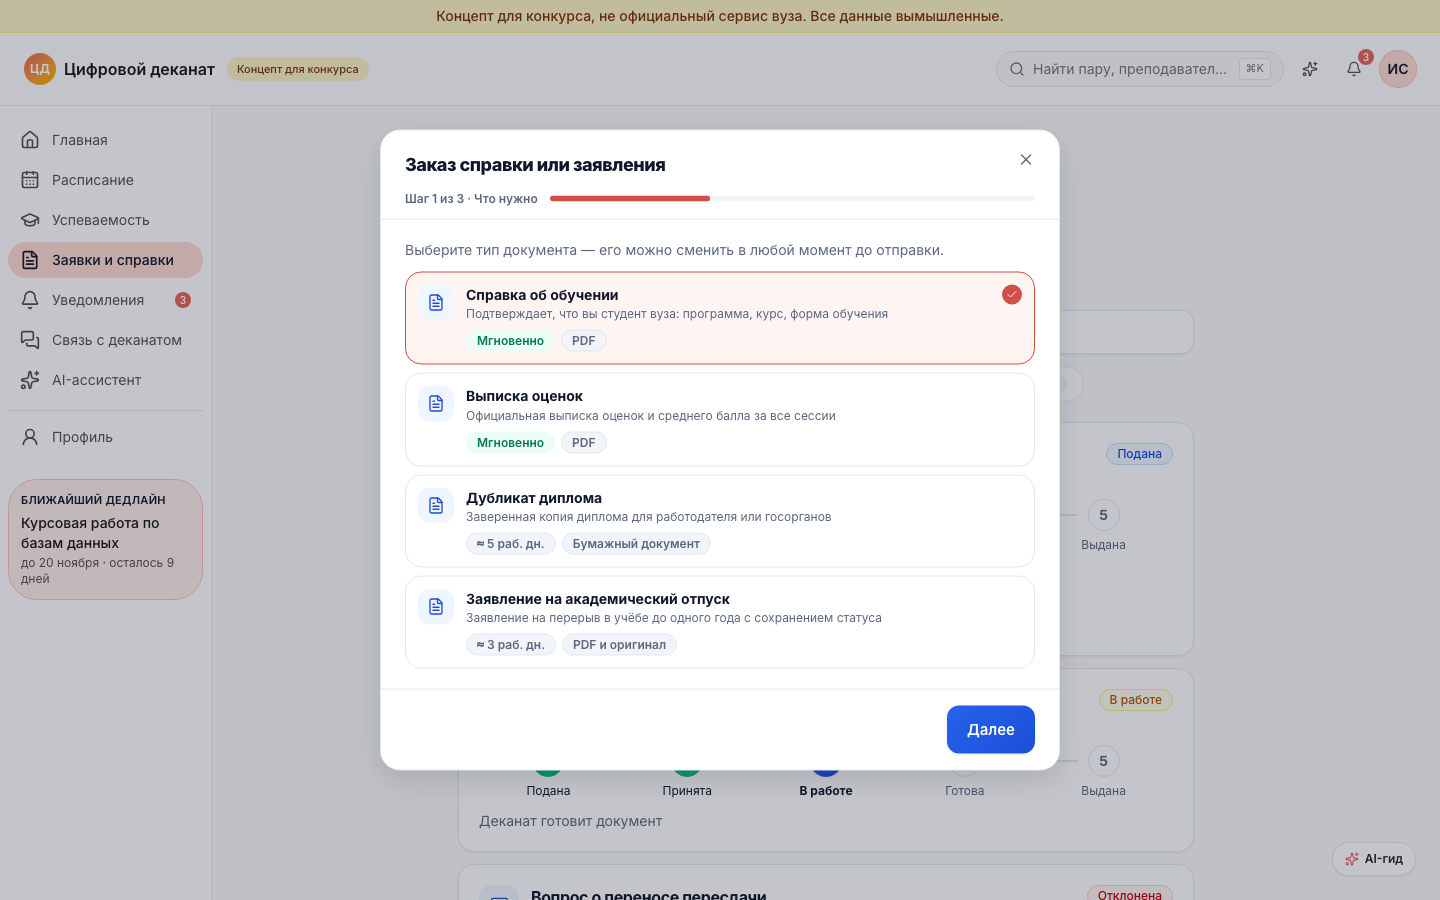 Концепт для конкурса, не официальный сервис вуза. Все данные вымышленные.
ЦД
Цифровой деканат
Концепт для конкурса
Найти пару, преподавател...
⌘K
3
ИС
Главная
Расписание
Успеваемость
Заявки и справки
Уведомления
3
Связь с деканатом
AI-ассистент
Профиль
БЛИЖАЙШИЙ ДЕДЛАЙН
Курсовая работа по
базам данных
до 20 ноября · осталось 9
дней
Заказ справки или заявления
Шаг 1 из 3 · Что нужно
Выберите тип документа — его можно сменить в любой момент до отправки.
Справка об обучении
Подтверждает, что вы студент вуза: программа, курс, форма обучения
Мгновенно
PDF
Выписка оценок
Официальная выписка оценок и среднего балла за все сессии
Мгновенно
PDF
Дубликат диплома
Заверенная копия диплома для работодателя или госорганов
≈ 5 раб. дн.
Бумажный документ
Заявление на академический отпуск
Заявление на перерыв в учёбе до одного года с сохранением статуса
≈ 3 раб. дн.
PDF и оригинал
Далее
Подана
5
Выдана
В работе
5
Подана
Принята
В работе
Готова
Выдана
Деканат готовит документ
Вопрос о переносе пересдачи
Отклонена
AI-гид